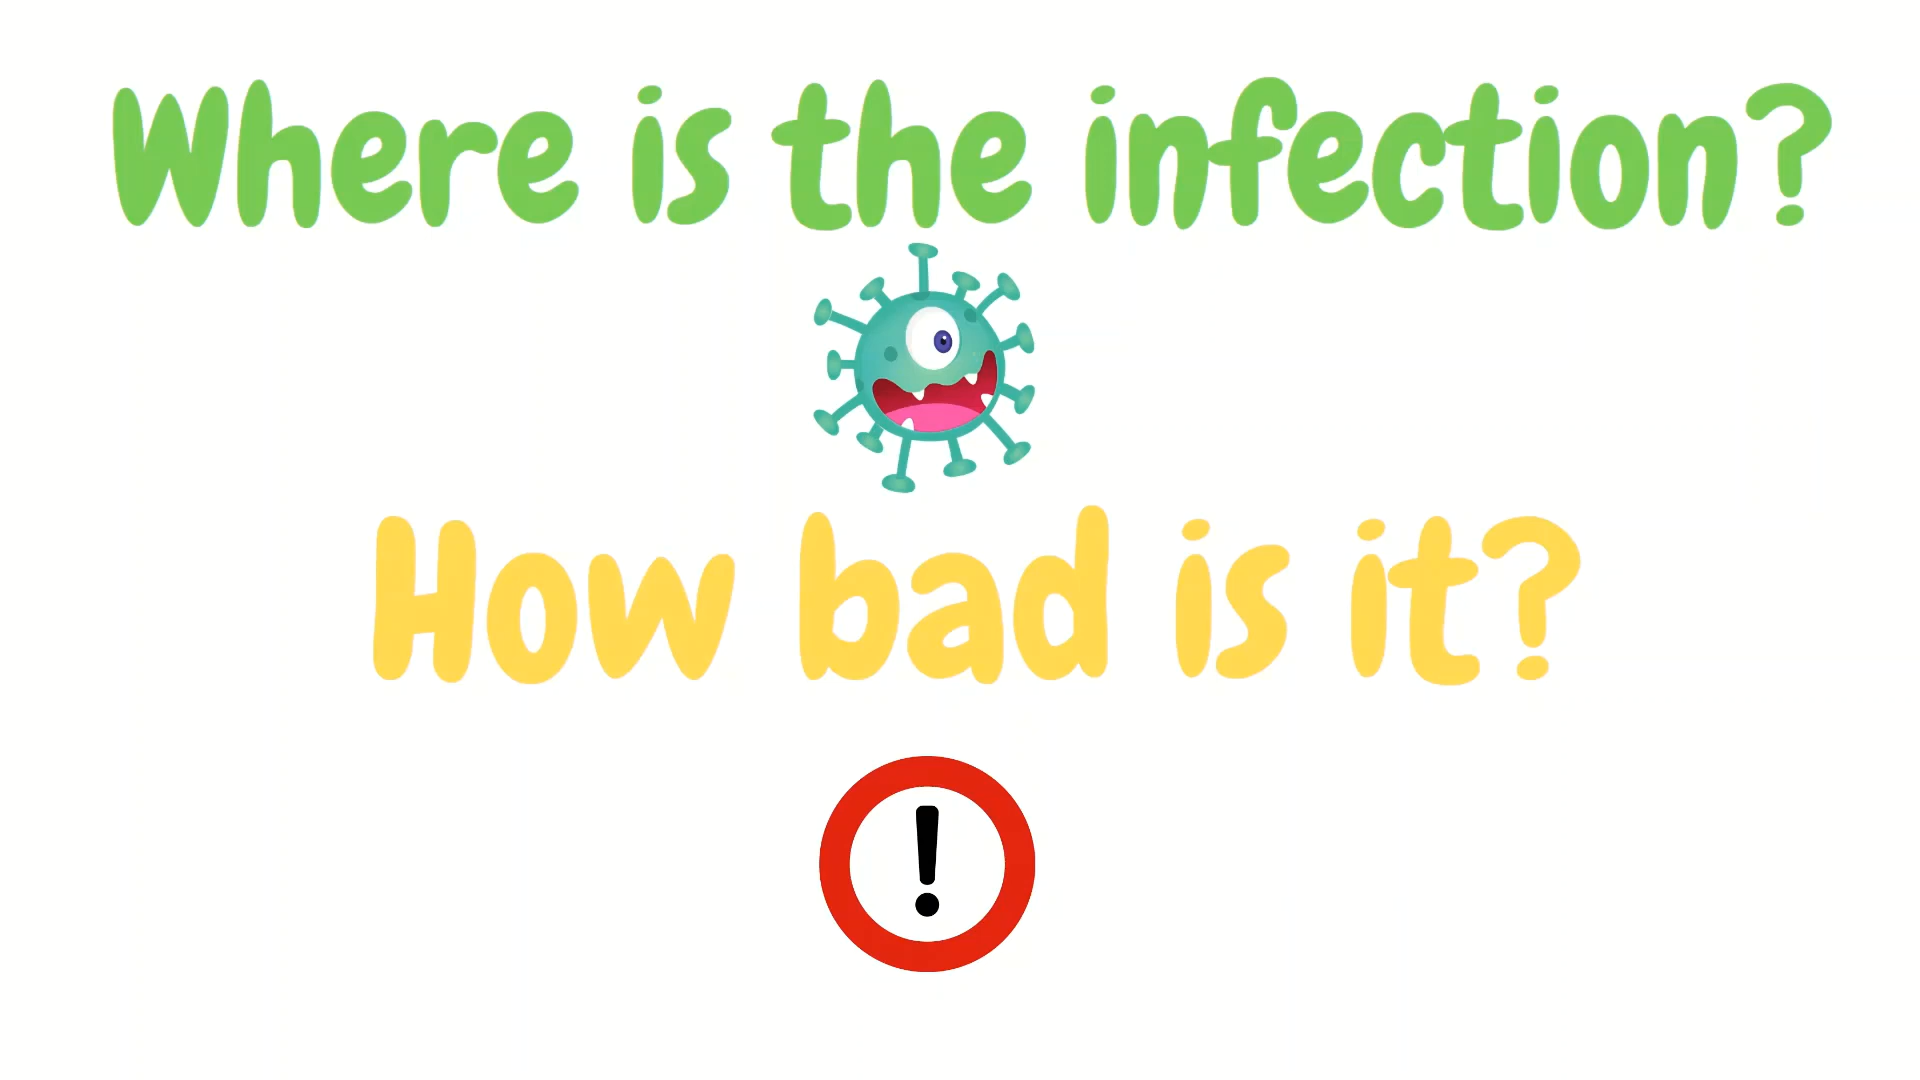 Where is the infection?
How bad is it?
!